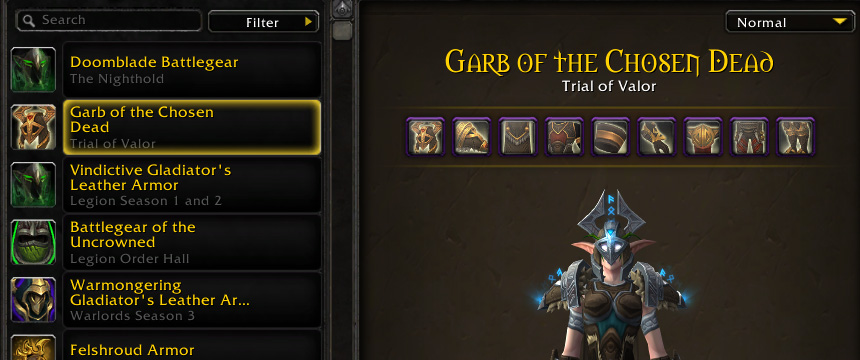 Search
Filter
Doomblade Battlegear
The Nighthold
Garb of the Chosen
Dead
Trial of Valor
Vindictive Gladiator's
Leather Armor
Legion Season 1 and 2
Battlegear of the
Uncrowned
Legion Order Hall
Warmongering
Gladiator's Leather Ar...
Warlords Season 3
Felshroud Armor
Normal
Garb of the Chosen Dead
Trial of Valor